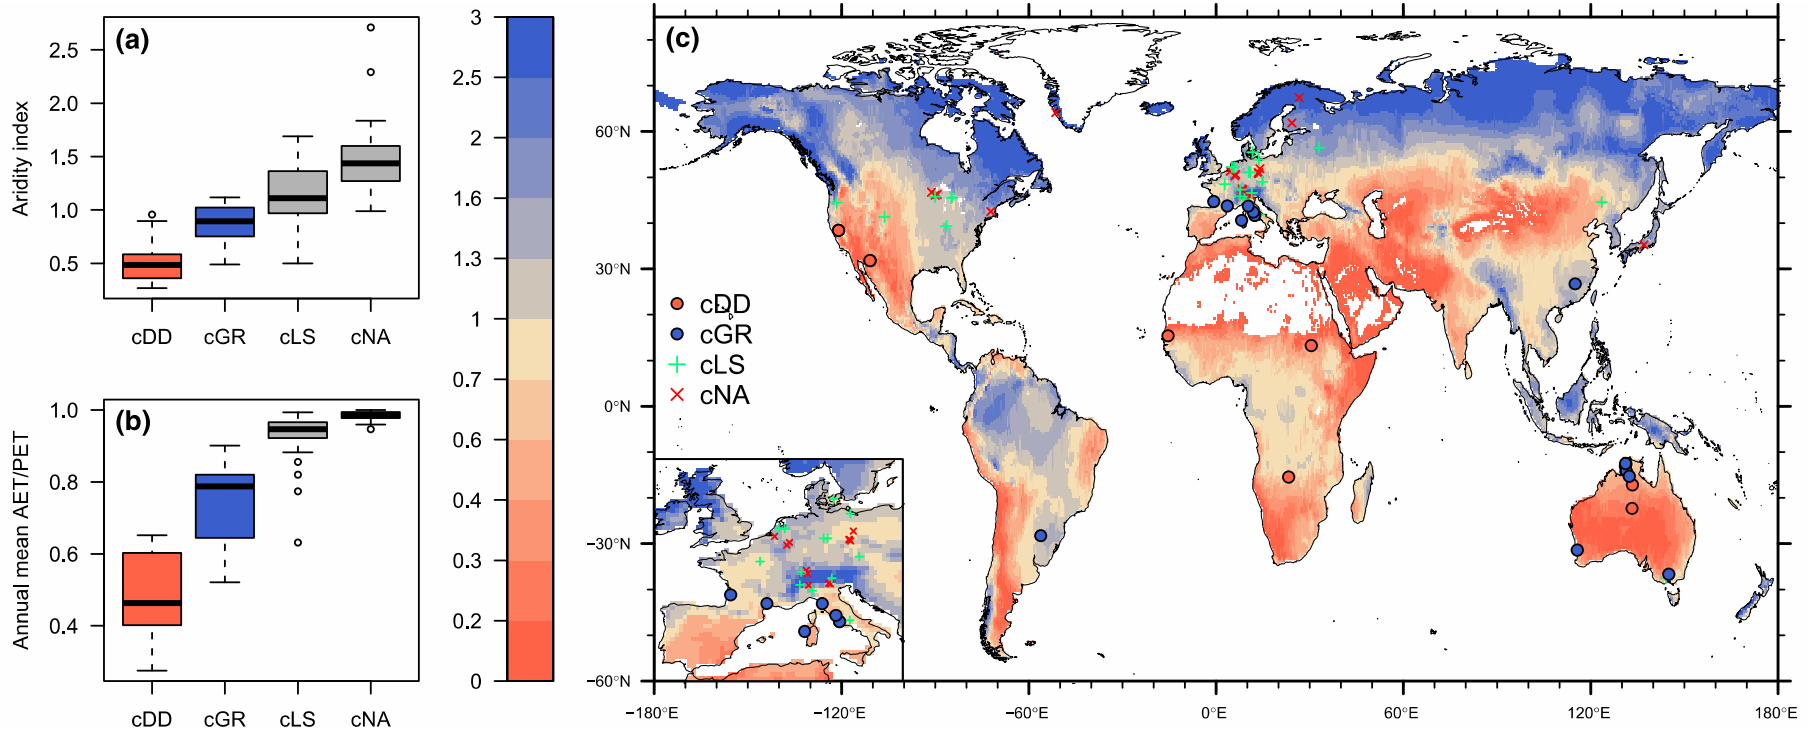 (a)
Aridity index
2.5
2.0
1.5
1.0
0.5
cDD
cGR
cLS
cNA
(b)
Annual mean AET/PET
1.0
0.8
0.6
0.4
cDD
cGR
cLS
cNA
3
2.5
2
1.6
1.3
1
0.7
0.6
0.4
0.3
0.2
0
(c)
60°N
30°N
0°N
−30°N
−60°N
cDD
cGR
cLS
cNA
−180°E
−120°E
−60°E
0°E
60°E
120°E
180°E